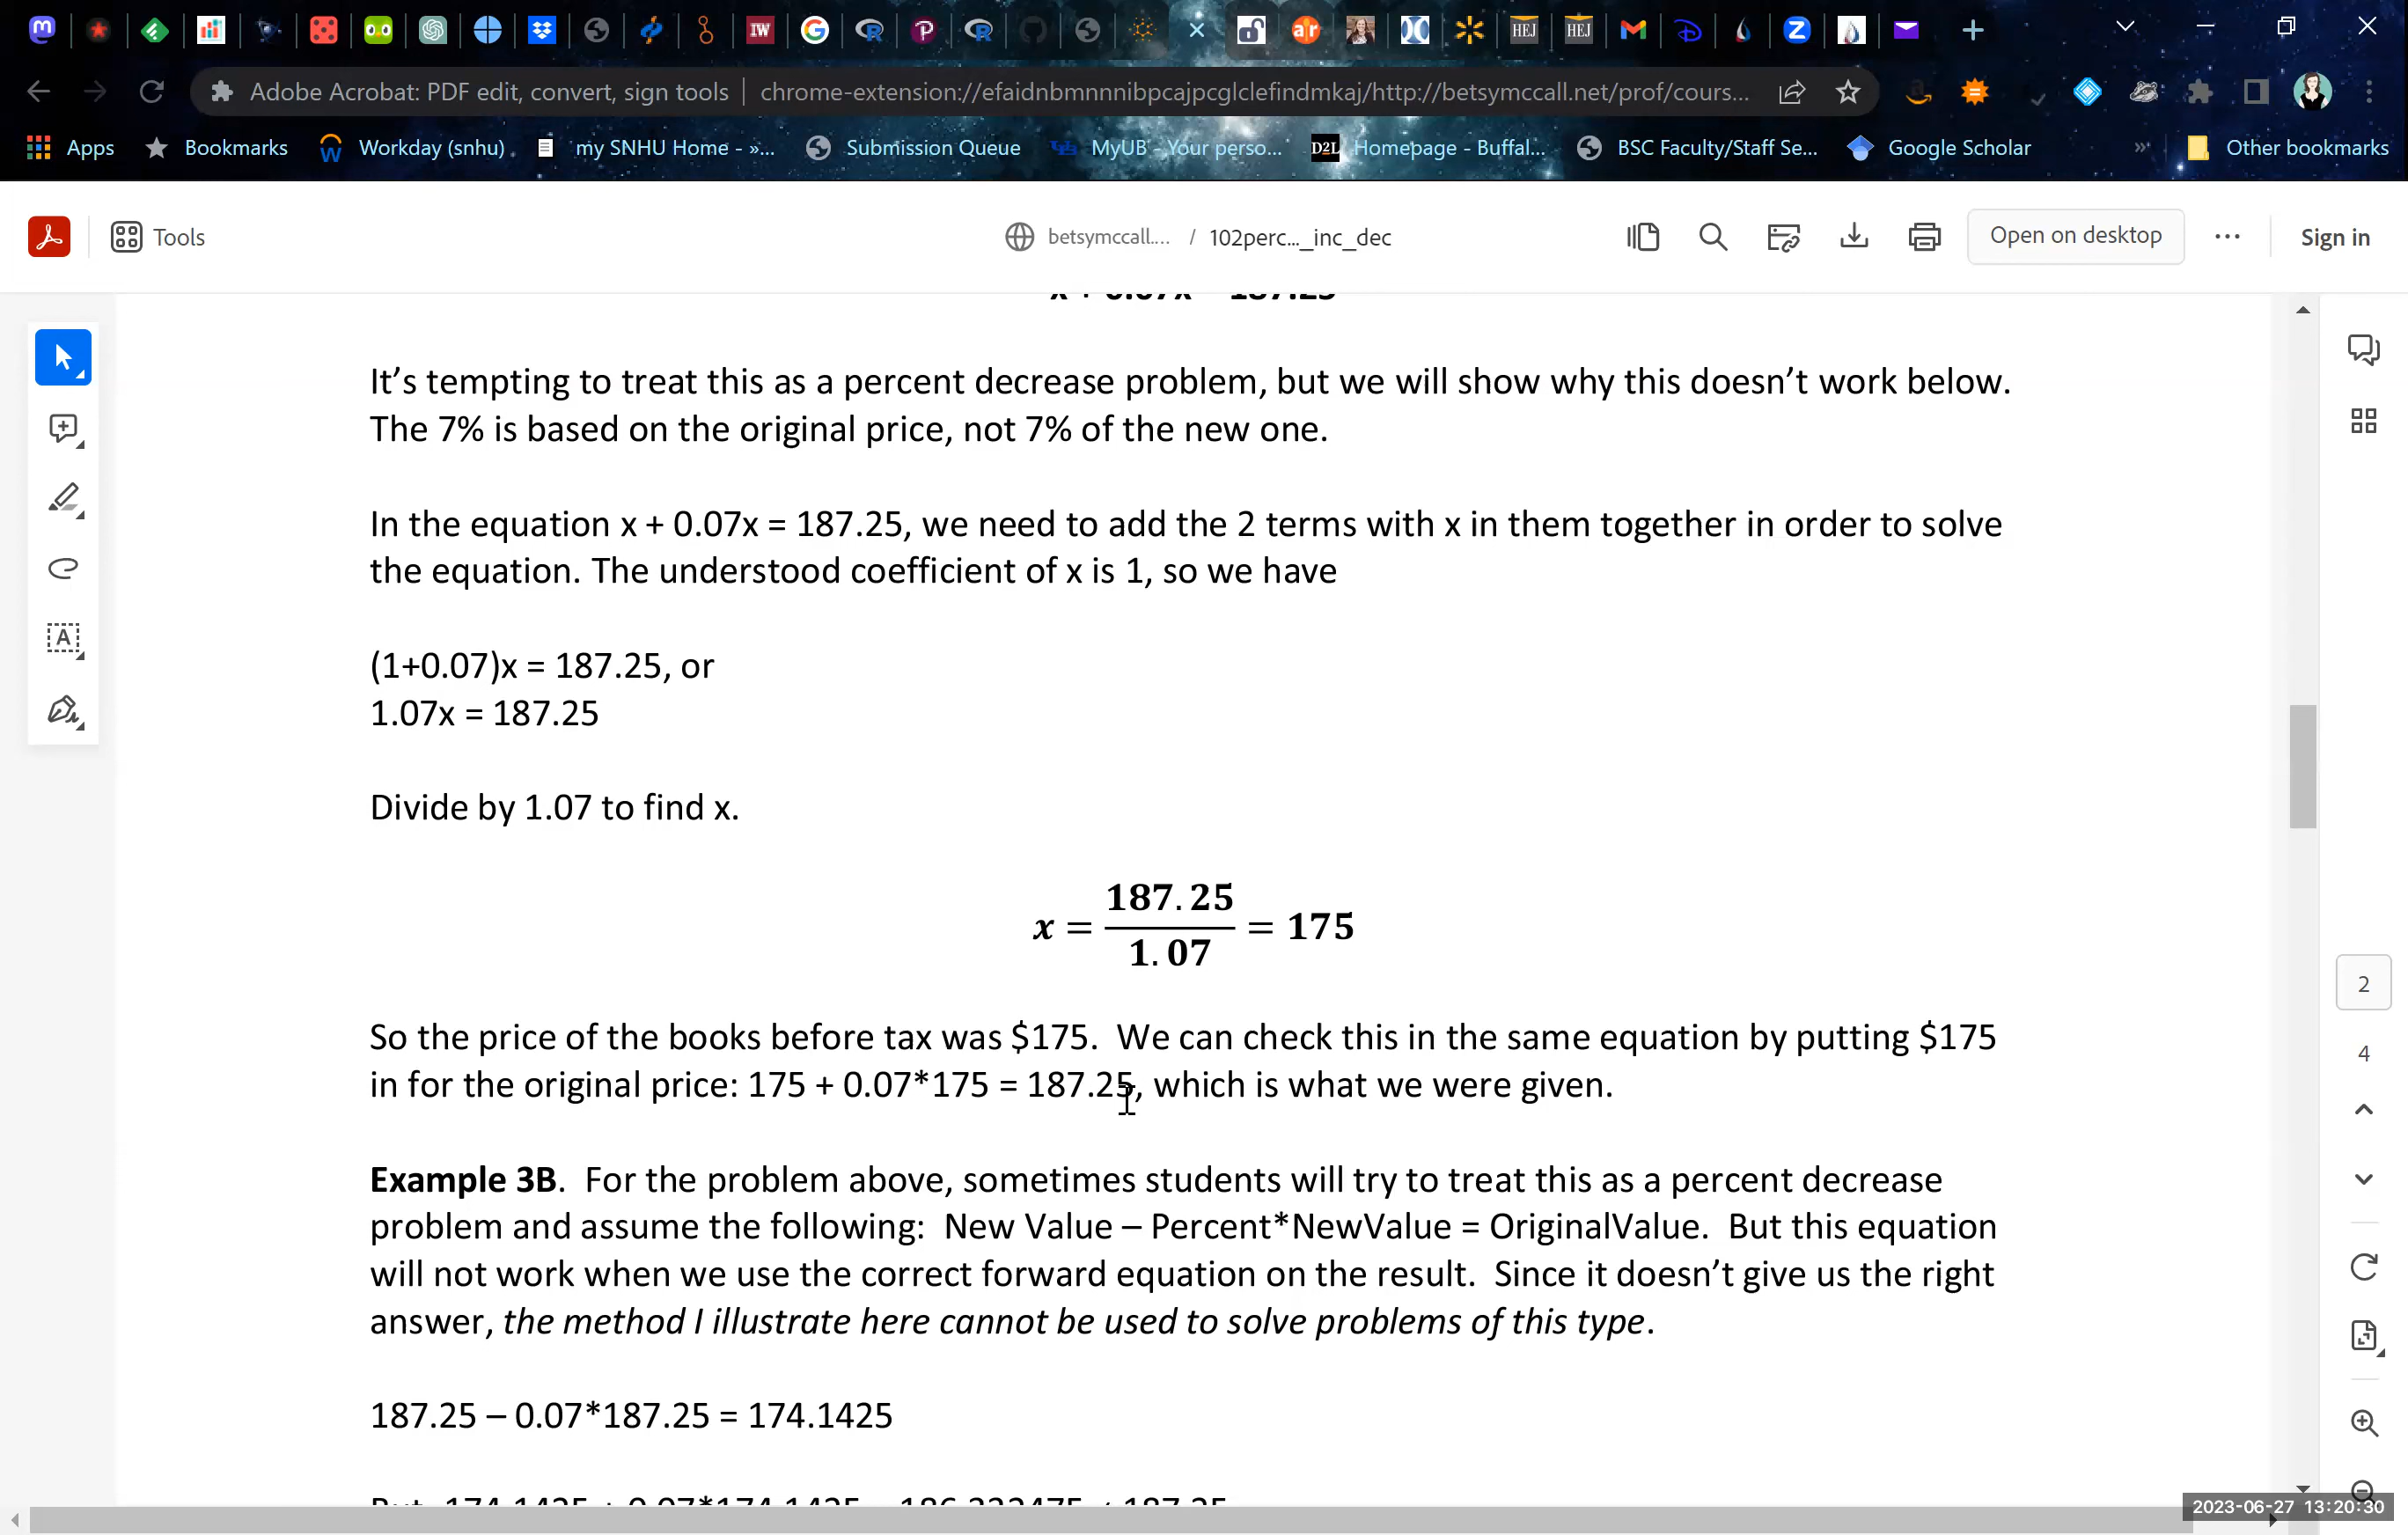 IW
HEJ
HEJ
Adobe Acrobat: PDF edit, convert, sign tools
chrome-extension://efaidnbmnnnibpcajpcglclefindmkaj/http://betsymccall.net/prof/cours...
Apps
Bookmarks
Workday (snhu)
my SNHU Home - »...
Submission Queue
MyUB - Your perso...
D2L
Homepage - Buffal...
BSC Faculty/Staff Se...
Google Scholar
Other bookmarks
Tools
betsymccall....
/ 102perc..._inc_dec
Open on desktop
Sign in
It's tempting to treat this as a percent decrease problem, but we will show why this doesn't work below.
The 7% is based on the original price, not 7% of the new one.
In the equation x + 0.07x = 187.25, we need to add the 2 terms with x in them together in order to solve
the equation. The understood coefficient of x is 1, so we have
(1+0.07)x = 187.25, or
1.07x = 187.25
Divide by 1.07 to find x.
x = 187.25 / 1.07 = 175
So the price of the books before tax was $175. We can check this in the same equation by putting $175
in for the original price: 175 + 0.07*175 = 187.25, which is what we were given.
Example 3B. For the problem above, sometimes students will try to treat this as a percent decrease
problem and assume the following: New Value – Percent*NewValue = OriginalValue. But this equation
will not work when we use the correct forward equation on the result. Since it doesn't give us the right
answer, the method I illustrate here cannot be used to solve problems of this type.
187.25 – 0.07*187.25 = 174.1425
2
4
2023-06-27 13:20:30